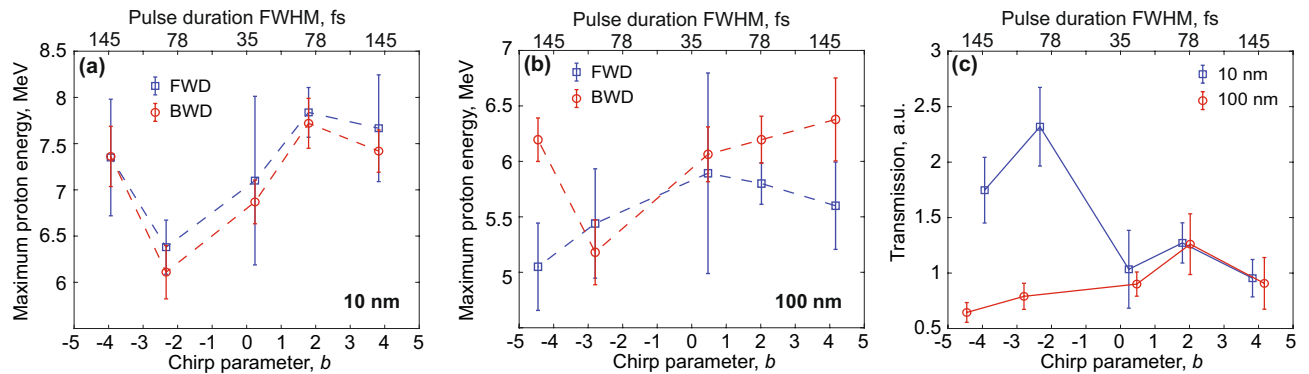 Pulse duration FWHM, fs
145 78 35 78 145
(a)
FWD
BWD
8.5
8
7.5
7
6.5
6
Maximum proton energy, MeV
10 nm
-5 -4 -3 -2 -1 0 1 2 3 4 5
Chirp parameter, b
Pulse duration FWHM, fs
145 78 35 78 145
(b)
FWD
BWD
7
6.5
6
5.5
5
Maximum proton energy, MeV
100 nm
-5 -4 -3 -2 -1 0 1 2 3 4 5
Chirp parameter, b
Pulse duration FWHM, fs
145 78 35 78 145
(c)
10 nm
100 nm
3
2.5
2
1.5
1
0.5
Transmission, a.u.
-5 -4 -3 -2 -1 0 1 2 3 4 5
Chirp parameter, b